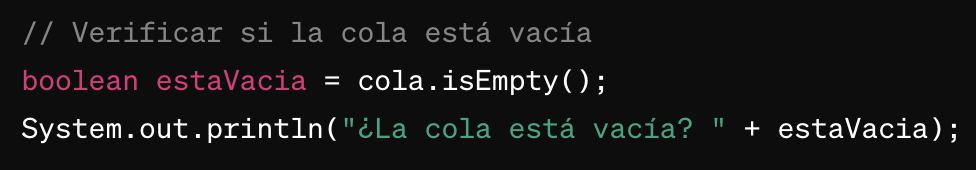 // Verificar si la cola está vacía
boolean estaVacia = cola.isEmpty();
System.out.println("¿La cola está vacía? " + estaVacia);